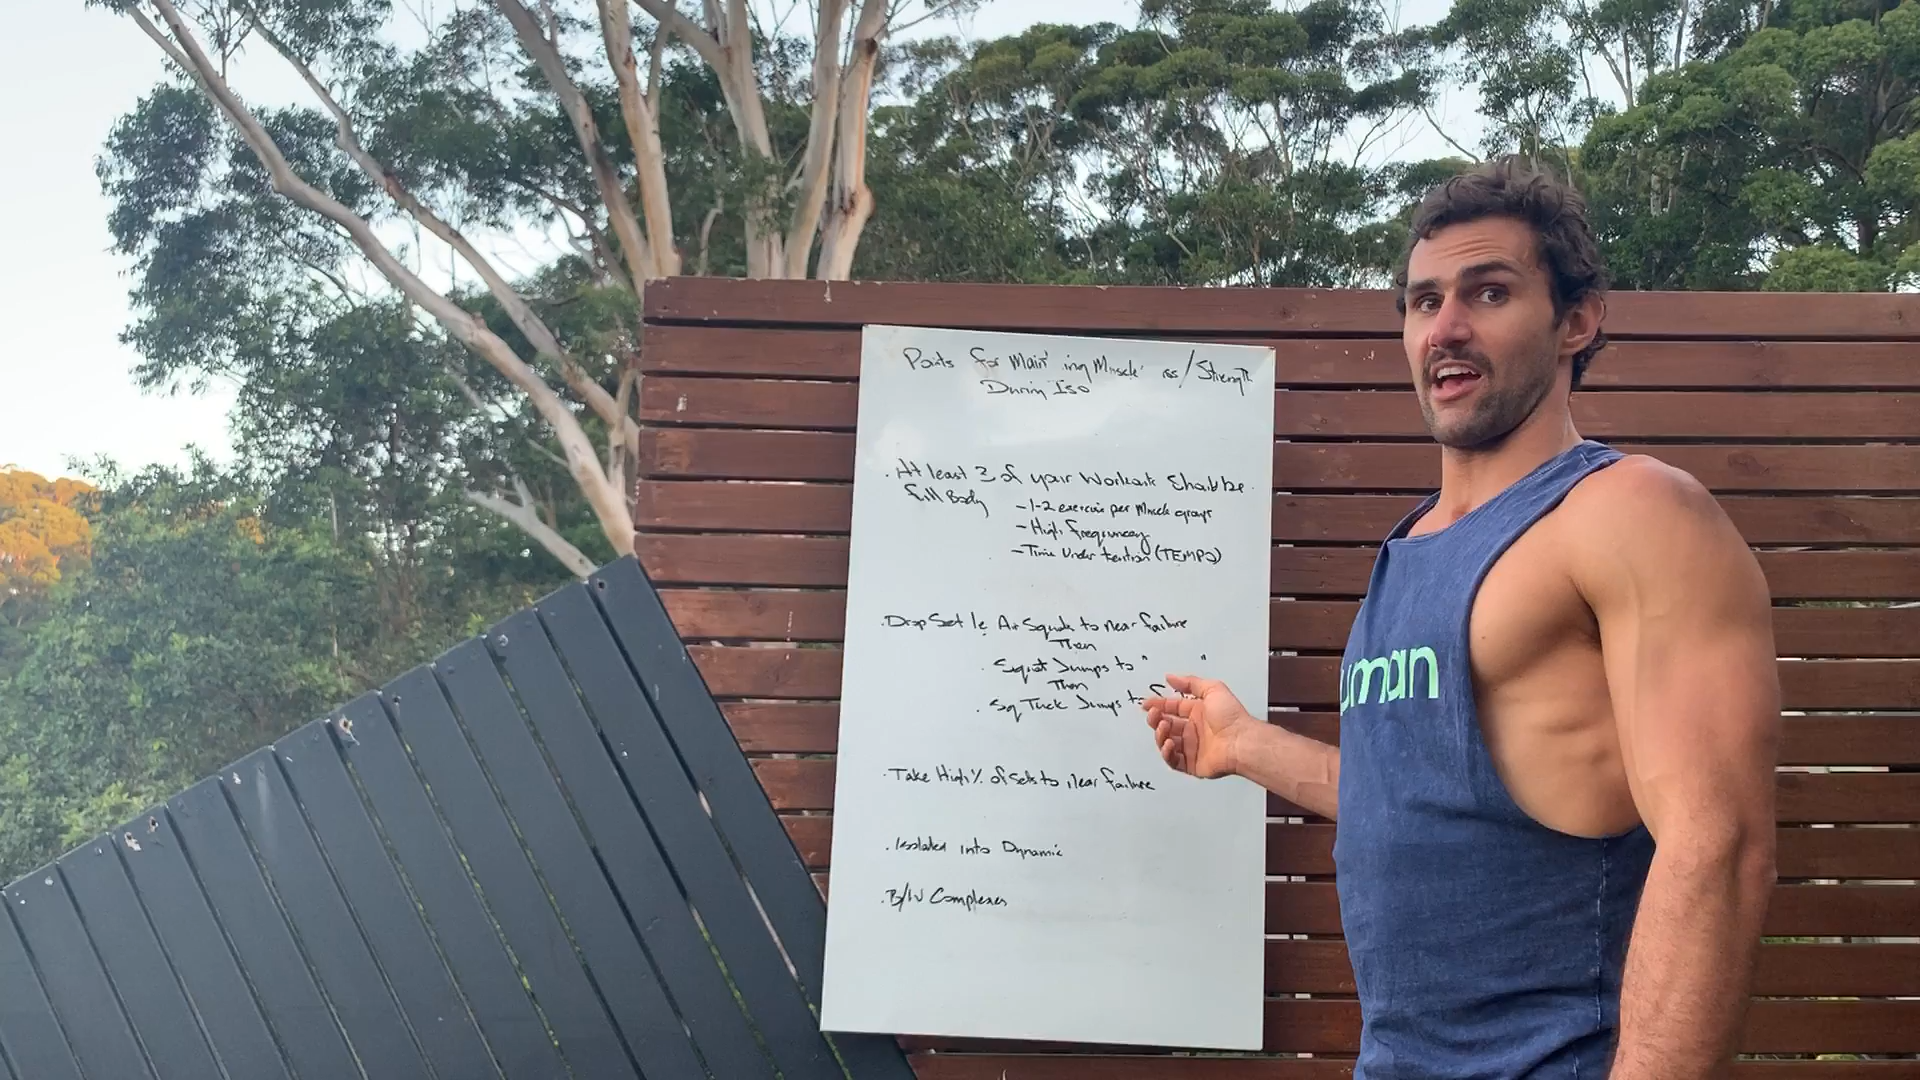 Points for Main' ing Muscle' ss/Strength
During Iso
. At least 3 of your Workouts Should be
full Body
- 1-2 exercise per Muscle groups
- High frequency
- Time Under tention (TEMPO)
. Drop Set ie Air Squats to near failure
Then
. Squat Jumps to "     "
Then
. Sq Tuck Jumps to
. Take High % of Sets to near failure
. Isolated into Dynamic
. B/W Complexes
uman